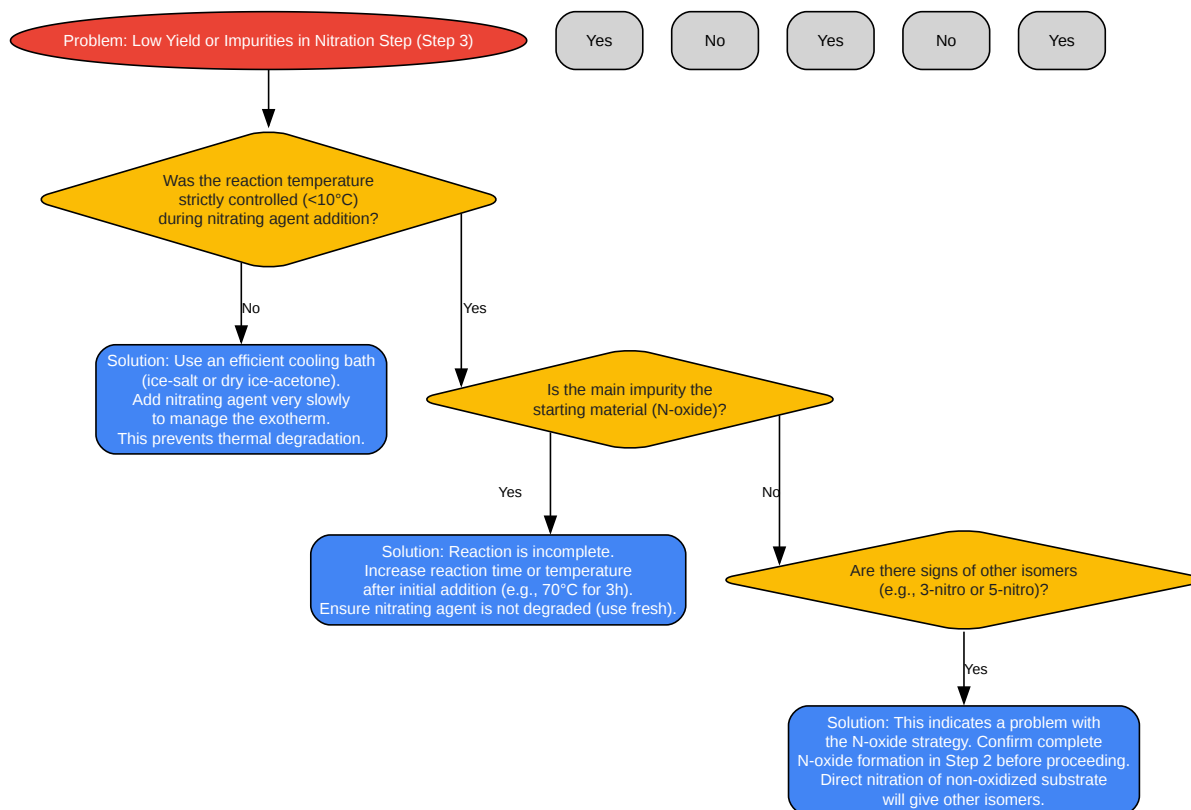 Problem: Low Yield or Impurities in Nitration Step (Step 3)
Yes
No
Yes
No
Yes
Was the reaction temperature
strictly controlled (<10°C)
during nitrating agent addition?
No
Yes
Solution: Use an efficient cooling bath
(ice-salt or dry ice-acetone).
Add nitrating agent very slowly
to manage the exotherm.
This prevents thermal degradation.
Is the main impurity the
starting material (N-oxide)?
Yes
No
Solution: Reaction is incomplete.
Increase reaction time or temperature
after initial addition (e.g., 70°C for 3h).
Ensure nitrating agent is not degraded (use fresh).
Are there signs of other isomers
(e.g., 3-nitro or 5-nitro)?
Yes
Solution: This indicates a problem with
the N-oxide strategy. Confirm complete
N-oxide formation in Step 2 before proceeding.
Direct nitration of non-oxidized substrate
will give other isomers.